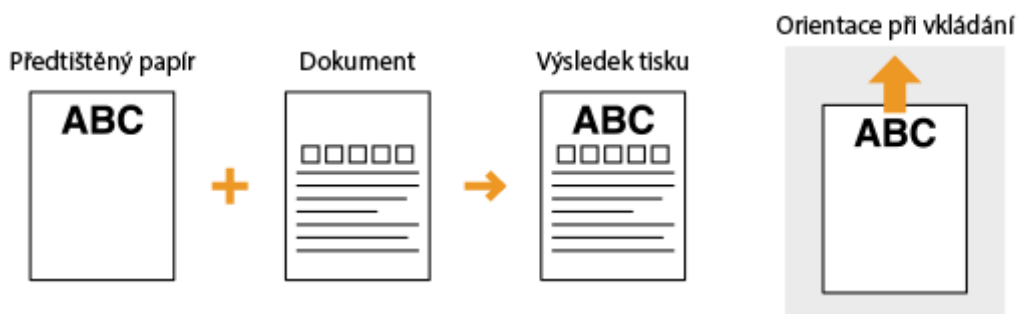 Orientace při vkládání
Předtištěný papír
Dokument
Výsledek tisku
ABC
ABC
ABC